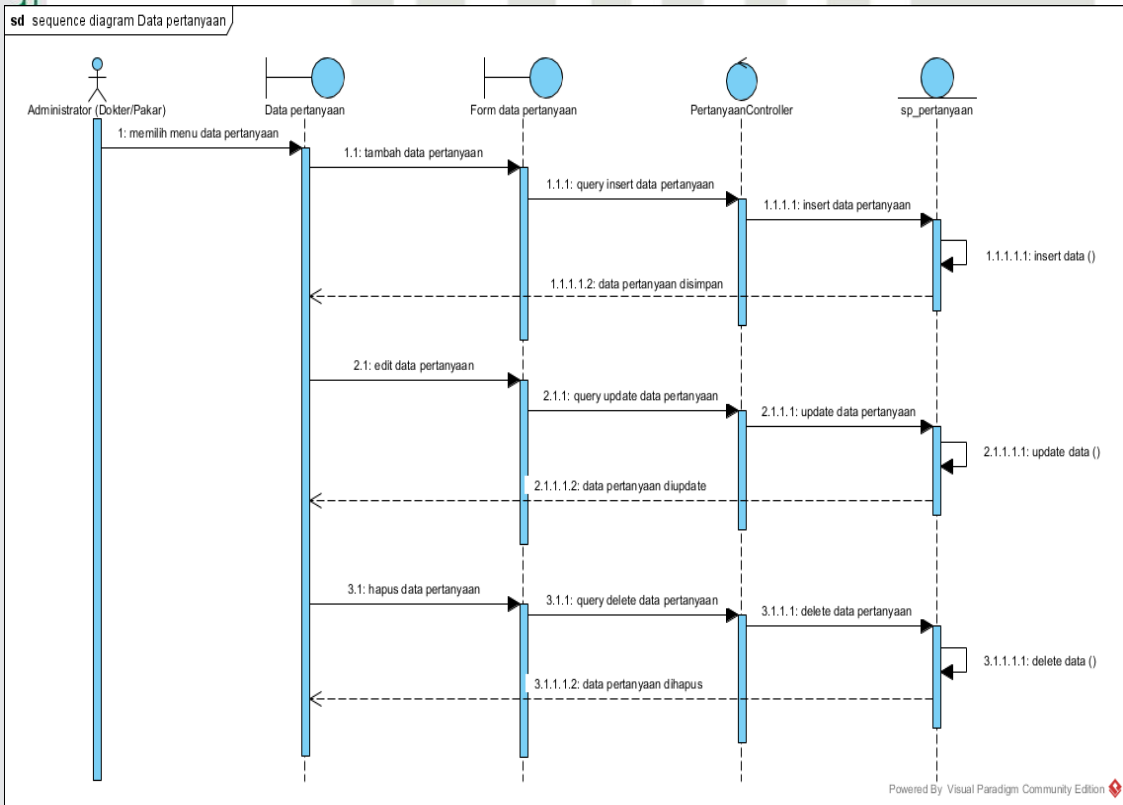 sd sequence diagram Data pertanyaan
Administrator (Dokter/Pakar)
Data pertanyaan
Form data pertanyaan
PertanyaanController
sp_pertanyaan
1: memilih menu data pertanyaan
1.1: tambah data pertanyaan
1.1.1: query insert data pertanyaan
1.1.1.1: insert data pertanyaan
1.1.1.1.1: insert data ()
1.1.1.1.2: data pertanyaan disimpan
2.1: edit data pertanyaan
2.1.1: query update data pertanyaan
2.1.1.1: update data pertanyaan
2.1.1.1.1: update data ()
2.1.1.1.2: data pertanyaan diupdate
3.1: hapus data pertanyaan
3.1.1: query delete data pertanyaan
3.1.1.1: delete data pertanyaan
3.1.1.1.1: delete data ()
3.1.1.1.2: data pertanyaan dihapus
Powered By Visual Paradigm Community Edition